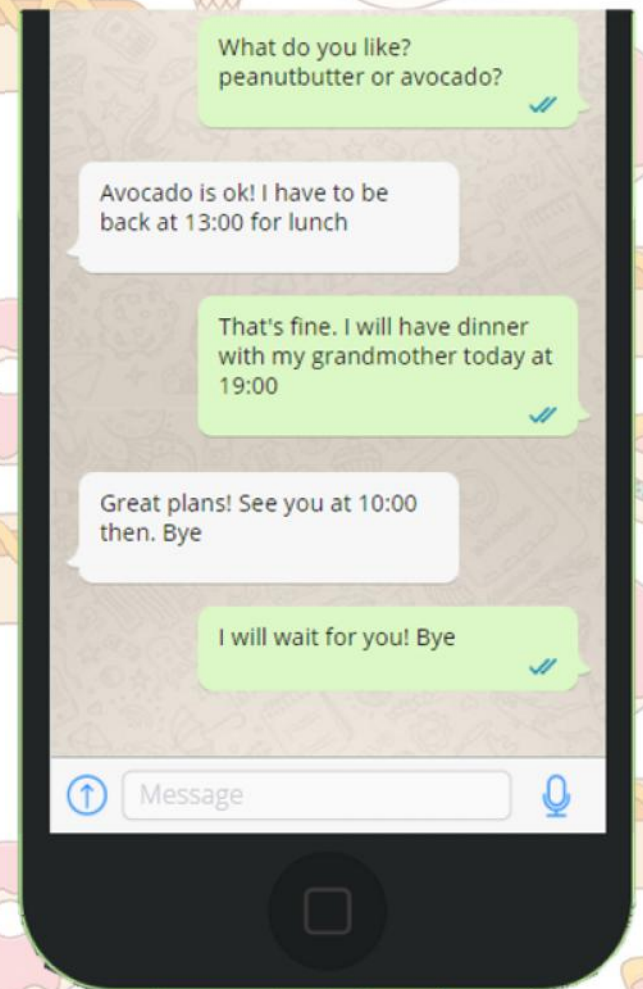 What do you like?
peanutbutter or avocado?
Avocado is ok! I have to be
back at 13:00 for lunch
That's fine. I will have dinner
with my grandmother today at
19:00
Great plans! See you at 10:00
then. Bye
I will wait for you! Bye
Message